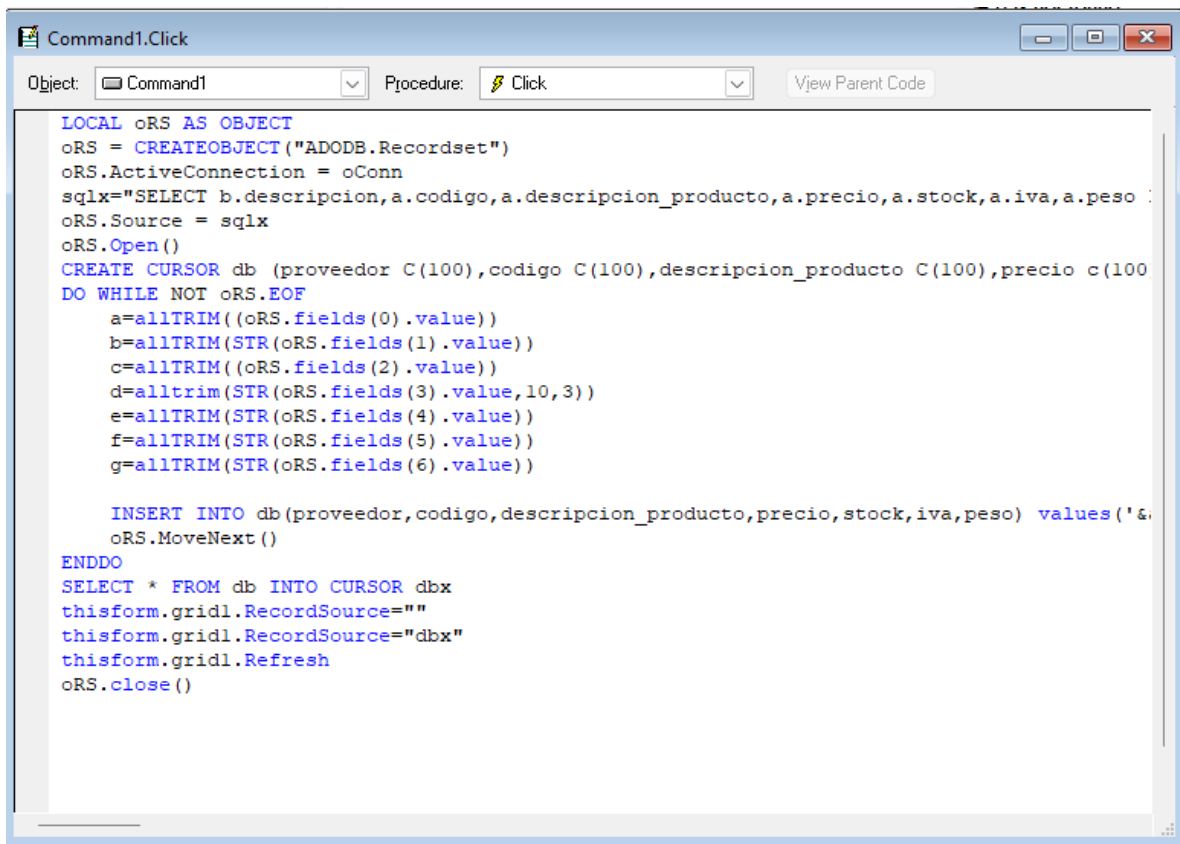 Command1.Click
Object: Command1 Procedure: Click View Parent Code
LOCAL oRS AS OBJECT
oRS = CREATEOBJECT("ADODB.Recordset")
oRS.ActiveConnection = oConn
sqlx="SELECT b.descripcion,a.codigo,a.descripcion_producto,a.precio,a.stock,a.iva,a.peso
oRS.Source = sqlx
oRS.Open()
CREATE CURSOR db (proveedor C(100),codigo C(100),descripcion_producto C(100),precio c(100
DO WHILE NOT oRS.EOF
a=allTRIM((oRS.fields(0).value))
b=allTRIM(STR(oRS.fields(1).value))
c=allTRIM((oRS.fields(2).value))
d=alltrim(STR(oRS.fields(3).value,10,3))
e=allTRIM(STR(oRS.fields(4).value))
f=allTRIM(STR(oRS.fields(5).value))
g=allTRIM(STR(oRS.fields(6).value))
INSERT INTO db(proveedor,codigo,descripcion_producto,precio,stock,iva,peso) values('&
oRS.MoveNext()
ENDDO
SELECT * FROM db INTO CURSOR dbx
thisform.grid1.RecordSource=""
thisform.grid1.RecordSource="dbx"
thisform.grid1.Refresh
oRS.close()